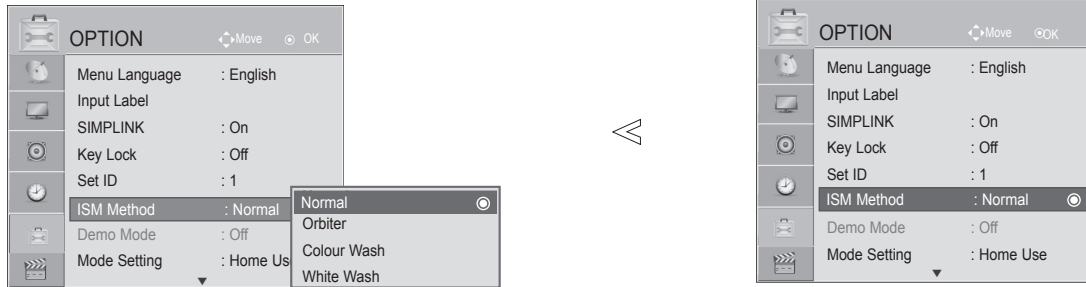 OPTION Move OK
Menu Language : English
Input Label
SIMPLINK : On
Key Lock : Off
Set ID : 1
ISM Method : Normal
Demo Mode : Off
Mode Setting : Home Us
Normal
Orbiter
Colour Wash
White Wash
OPTION Move OK
Menu Language : English
Input Label
SIMPLINK : On
Key Lock : Off
Set ID : 1
ISM Method : Normal
Demo Mode : Off
Mode Setting : Home Use